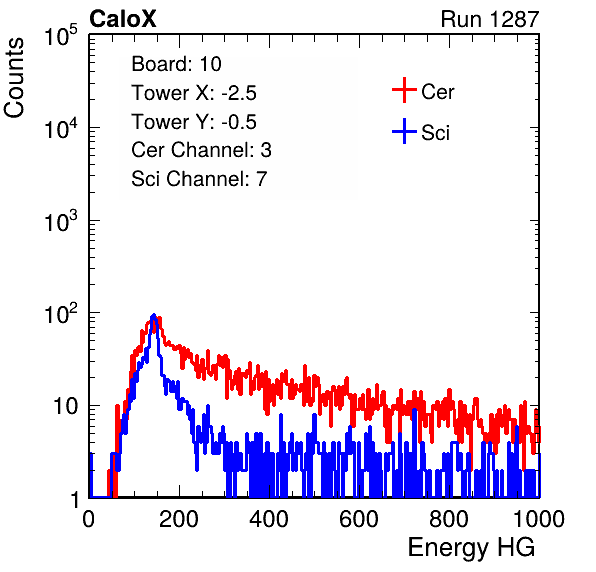 CaloX Run 1287
Counts
Board: 10
Tower X: -2.5
Tower Y: -0.5
Cer Channel: 3
Sci Channel: 7
Cer
Sci
10^5
10^4
10^3
10^2
10
1
0 200 400 600 800 1000
Energy HG